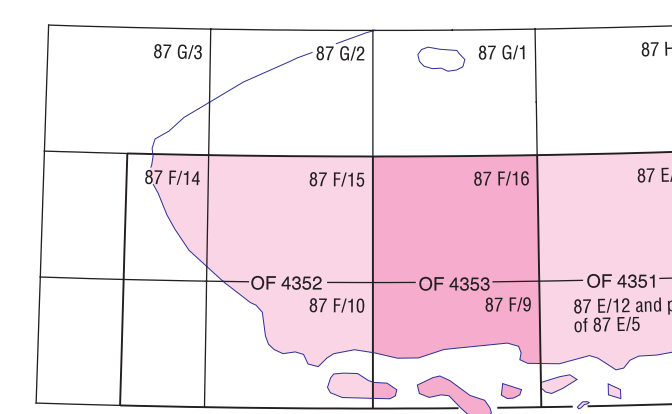 87 G/3
87 G/2
87 G/1
87 H
87 F/14
87 F/15
87 F/16
87 E/
OF 4352
OF 4353
OF 4351
87 F/10
87 F/9
87 E/12 and p
of 87 E/5